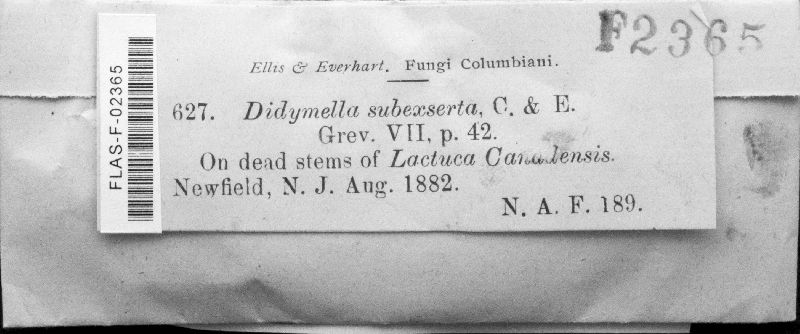 F2365
FLAS-F-02365
Ellis & Everhart. Fungi Columbiani.
627. Didymella subexserta, C. & E.
Grev. VII, p. 42.
On dead stems of Lactuca Canadensis.
Newfield, N. J. Aug. 1882.
N. A. F. 189.